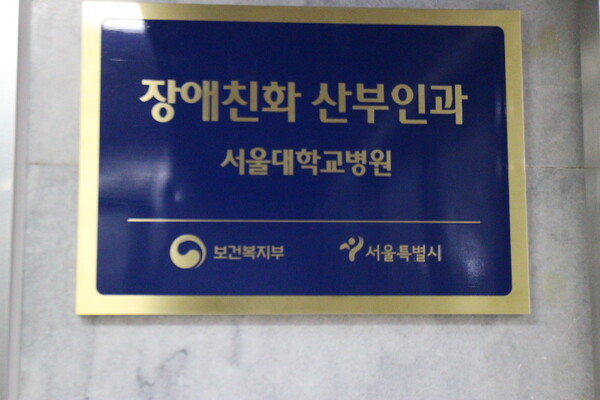 장애친화 산부인과
서울대학교병원
보건복지부 서울특별시